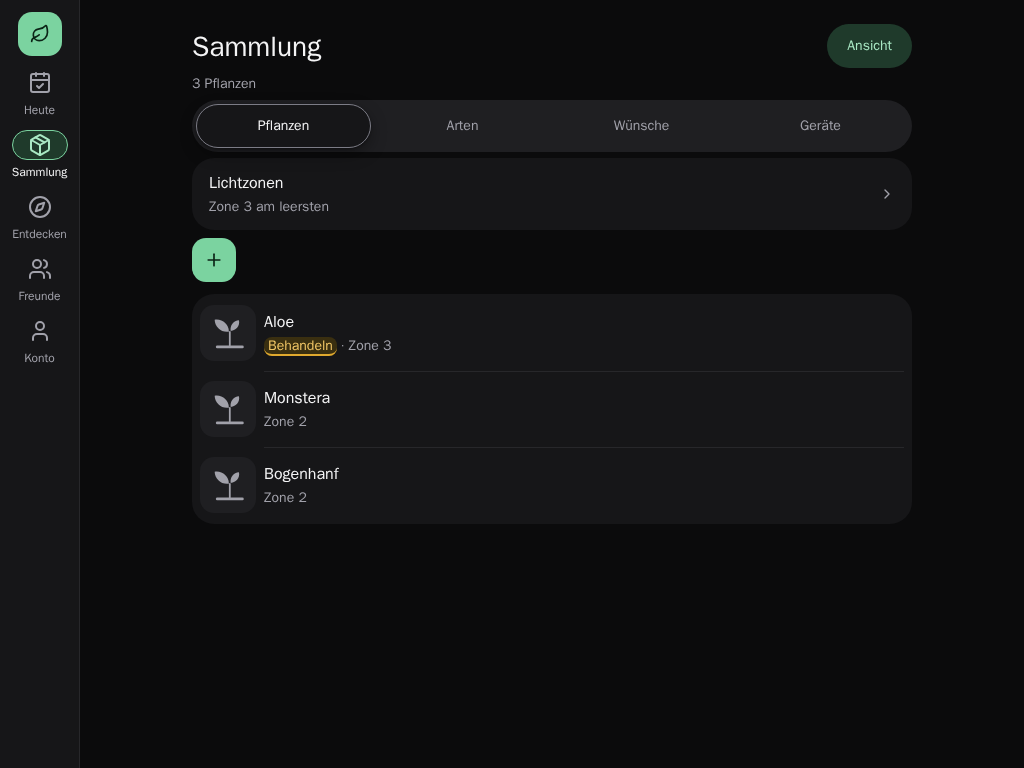 Heute
Sammlung
Entdecken
Freunde
Konto
Sammlung
Ansicht
3 Pflanzen
Pflanzen
Arten
Wünsche
Geräte
Lichtzonen
Zone 3 am leersten
Aloe
Behandeln · Zone 3
Monstera
Zone 2
Bogenhanf
Zone 2